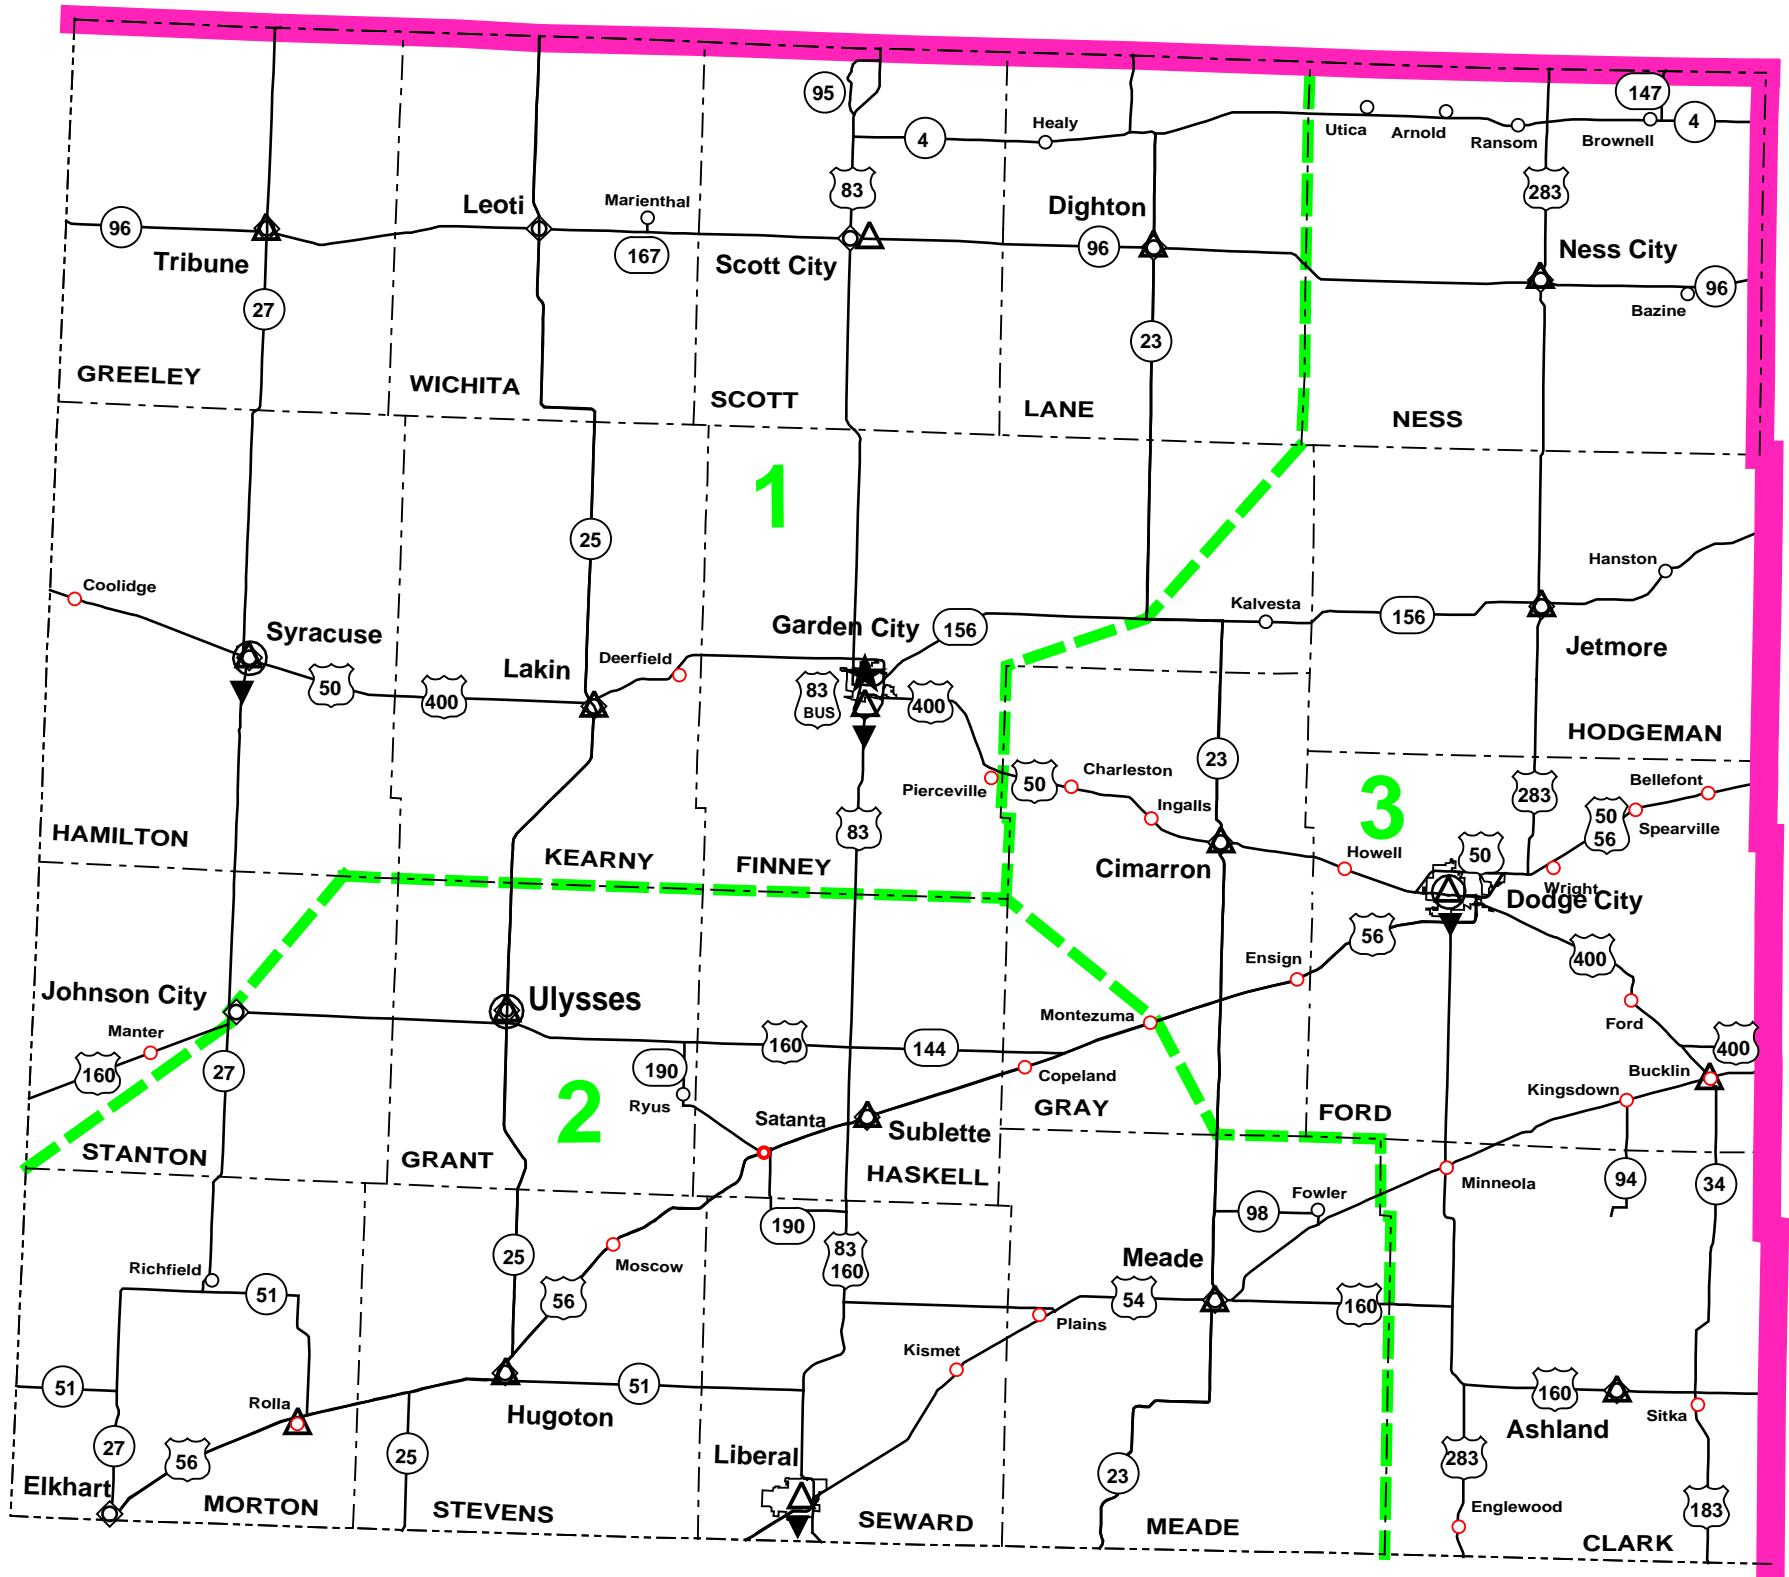 95
147
4
Healy
4
Utica
Arnold
Ransom
Brownell
83
283
Leoti
Marienthal
Dighton
96
Tribune
167
Scott City
96
Ness City
96
Bazine
27
23
GREELEY
WICHITA
SCOTT
LANE
NESS
1
25
Hanston
Coolidge
Kalvesta
156
Syracuse
Garden City
156
Jetmore
Lakin
Deerfield
50
400
83
BUS
400
HODGEMAN
23
Pierceville
50
Charleston
Ingalls
283
Bellefont
3
50
56
Spearville
HAMILTON
83
KEARNY
FINNEY
Cimarron
Howell
50
Wright
Dodge City
56
Ensign
400
Johnson City
Ulysses
Montezuma
Manter
160
144
Ford
400
160
27
190
Copeland
Bucklin
Ryus
2
Satanta
Sublette
GRAY
FORD
Kingsdown
STANTON
GRANT
HASKELL
94
34
Minneola
98
Fowler
190
25
83
160
Meade
Richfield
51
Moscow
56
54
160
Plains
Kismet
51
51
160
Rolla
Hugoton
Ashland
Sitka
27
56
25
Liberal
23
283
Elkhart
MORTON
STEVENS
SEWARD
MEADE
Englewood
183
CLARK